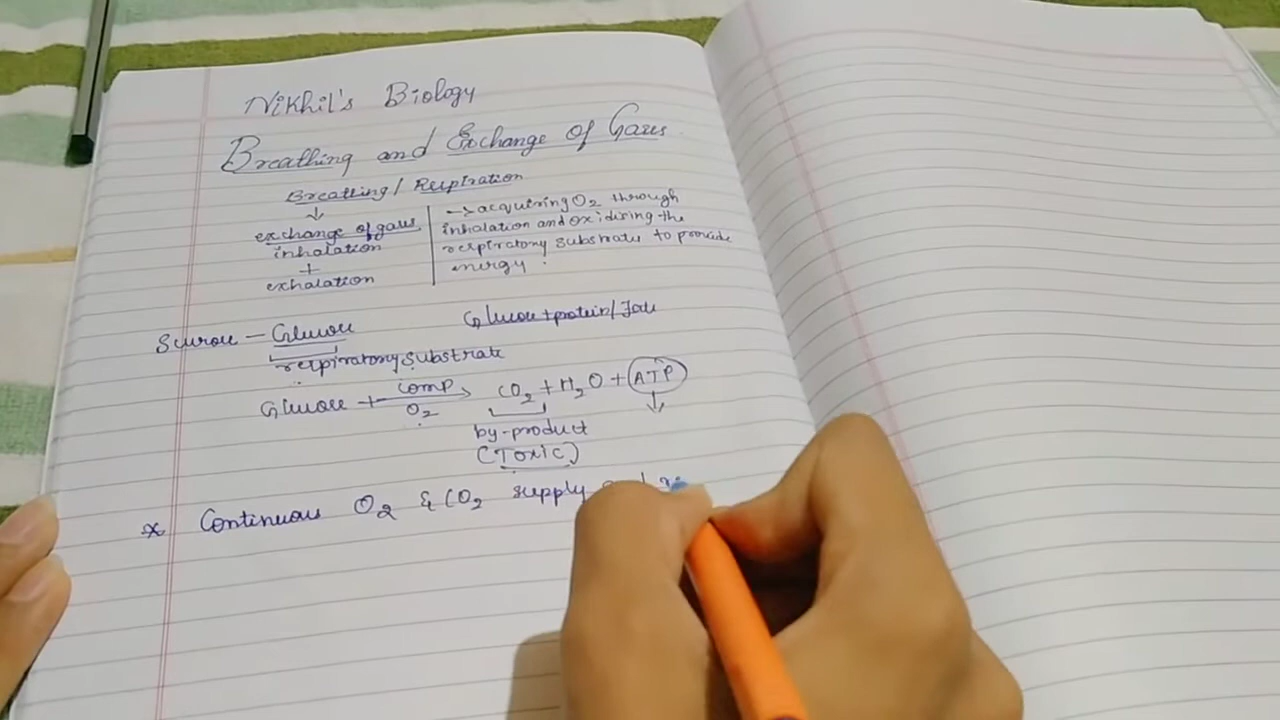 Nikhil's Biology
Breathing and Exchange of Gases
Breathing / Respiration
↓
exchange of gases
inhalation
+
exhalation
→ acquiring O₂ through
inhalation and oxidizing the
respiratory substrate to provide
energy.
Glucose + protein / Fats
Sucrose — Glucose
respiratory substrate
Glucose + comp O₂ → CO₂ + H₂O + ATP
↓
by-product
(Toxic)
* Continuous O₂ & CO₂ supply and